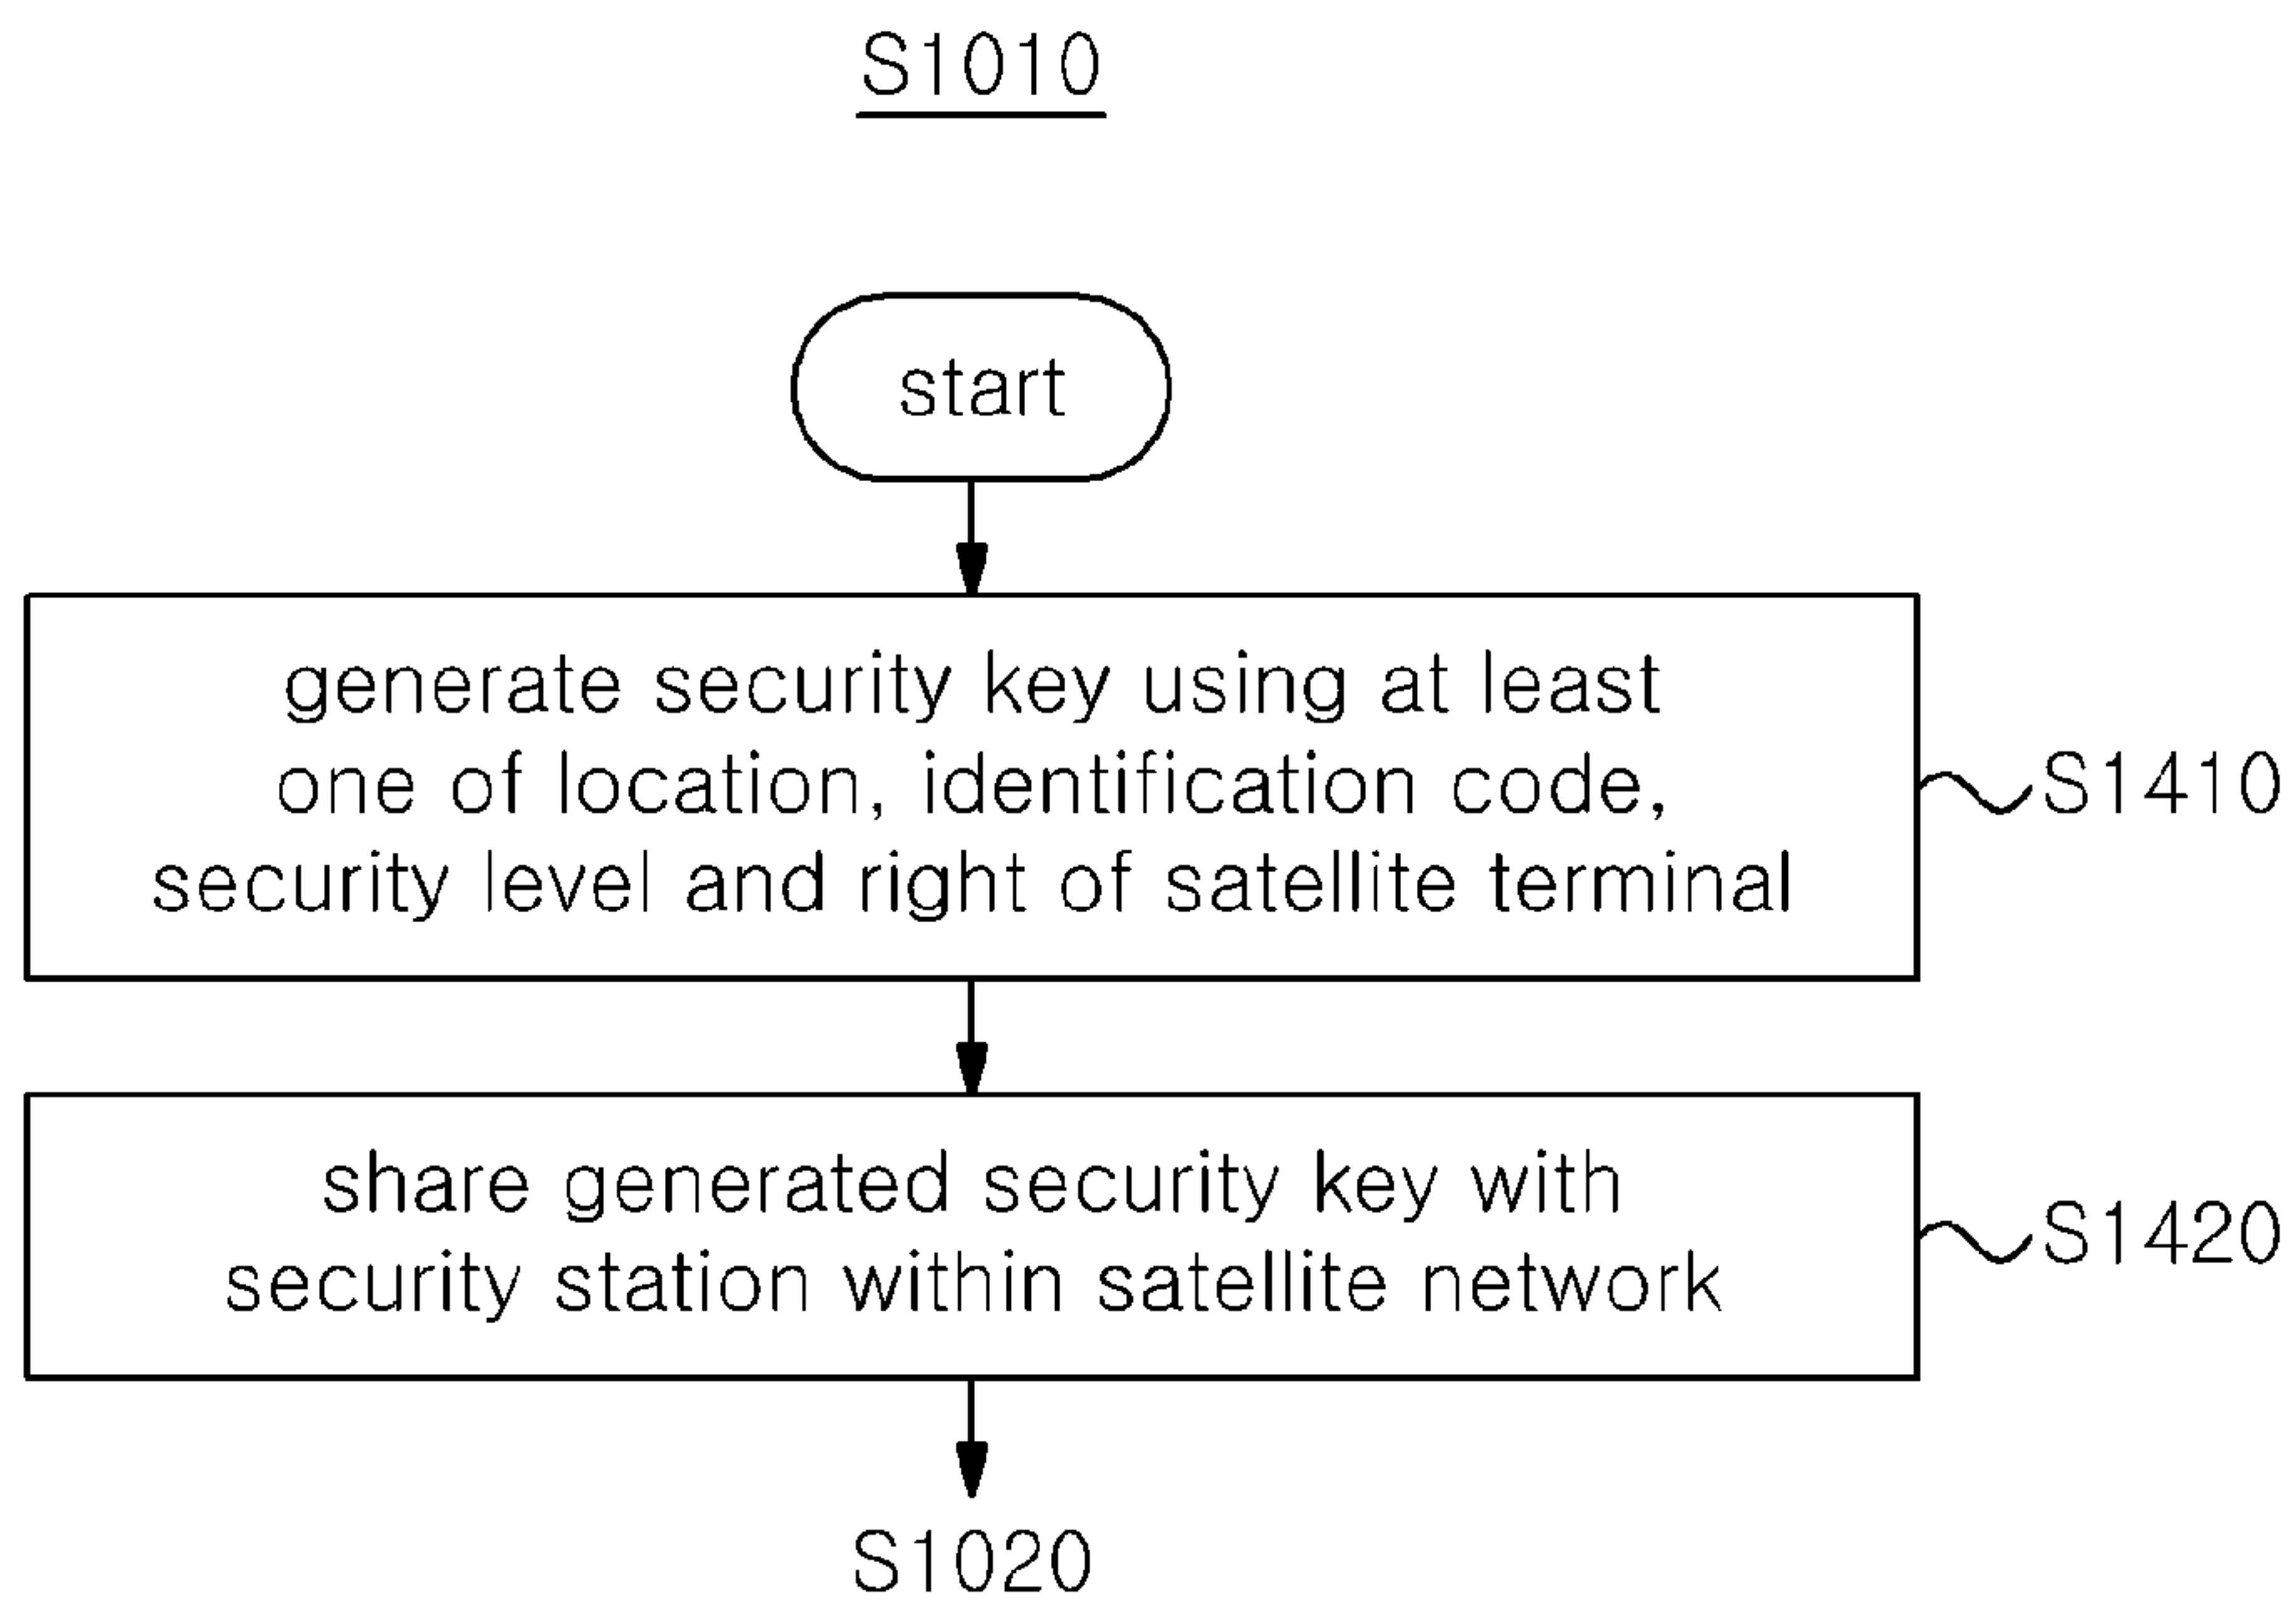 S1010
start
generate security key using at least
one of location, identification code,
security level and right of satellite terminal
S1410
share generated security key with
security station within satellite network
S1420
S1020